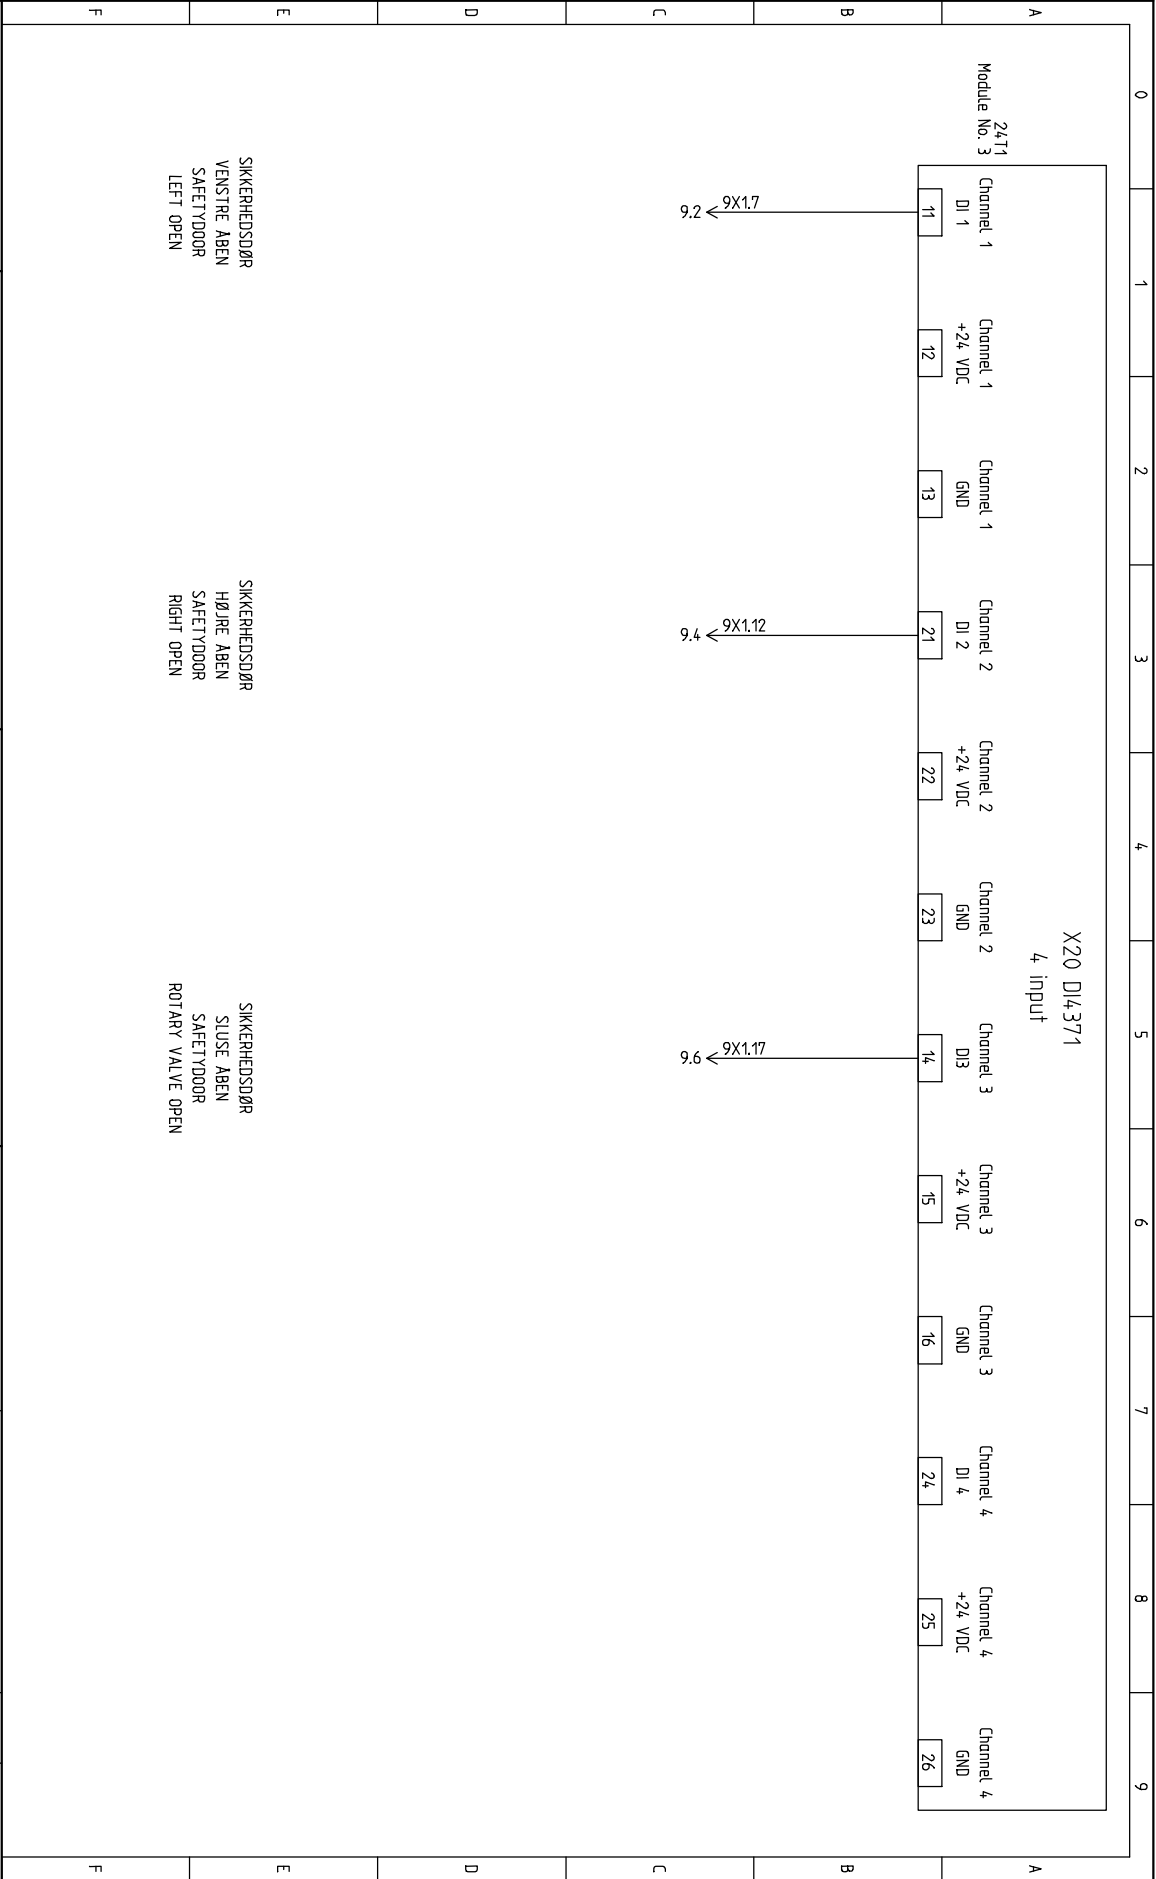 0 1 2 3 4 5 6 7 8 9
A A
B B
C C
D D
E E
F F
X20 DI4371
4 input
24T1
Module No. 3
Channel 1
DI 1
11
Channel 1
+24 VDC
12
Channel 1
GND
13
Channel 2
DI 2
21
Channel 2
+24 VDC
22
Channel 2
GND
23
Channel 3
DI3
14
Channel 3
+24 VDC
15
Channel 3
GND
16
Channel 4
DI 4
24
Channel 4
+24 VDC
25
Channel 4
GND
26
9X1.7
9.2
9X1.12
9.4
9X1.17
9.6
SIKKERHEDSDØR
VENSTRE ÅBEN
SAFETYDOOR
LEFT OPEN
SIKKERHEDSDØR
HØJRE ÅBEN
SAFETYDOOR
RIGHT OPEN
SIKKERHEDSDØR
SLUSE ÅBEN
SAFETYDOOR
ROTARY VALVE OPEN